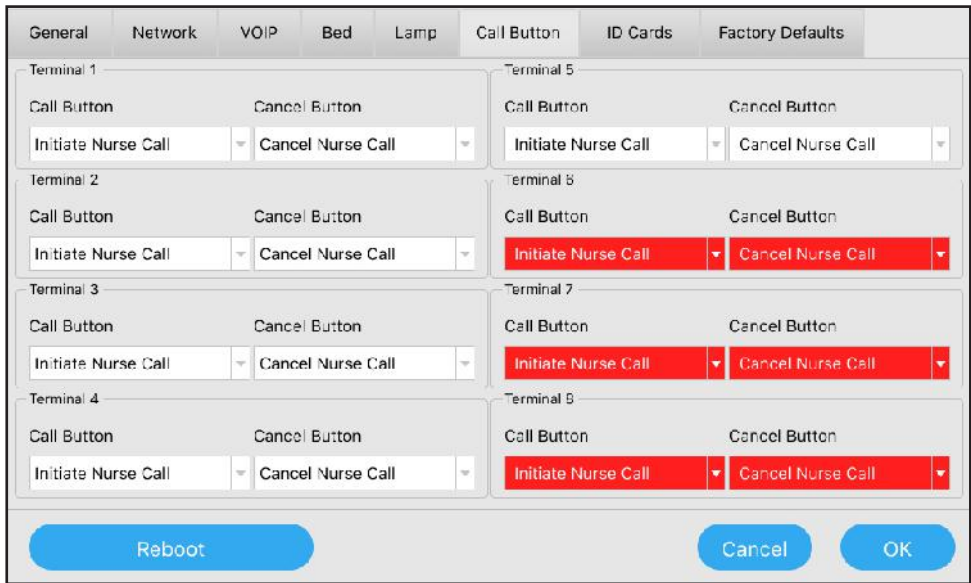 General Network VOIP Bed Lamp Call Button ID Cards Factory Defaults
Terminal 1
Call Button Cancel Button
Initiate Nurse Call Cancel Nurse Call
Terminal 2
Call Button Cancel Button
Initiate Nurse Call Cancel Nurse Call
Terminal 3
Call Button Cancel Button
Initiate Nurse Call Cancel Nurse Call
Terminal 4
Call Button Cancel Button
Initiate Nurse Call Cancel Nurse Call
Terminal 5
Call Button Cancel Button
Initiate Nurse Call Cancel Nurse Call
Terminal 6
Call Button Cancel Button
Initiate Nurse Call Cancel Nurse Call
Terminal 7
Call Button Cancel Button
Initiate Nurse Call Cancel Nurse Call
Terminal 8
Call Button Cancel Button
Initiate Nurse Call Cancel Nurse Call
Reboot Cancel OK